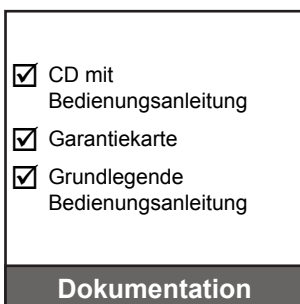 CD mit
Bedienungsanleitung
Garantiekarte
Grundlegende
Bedienungsanleitung
Dokumentation